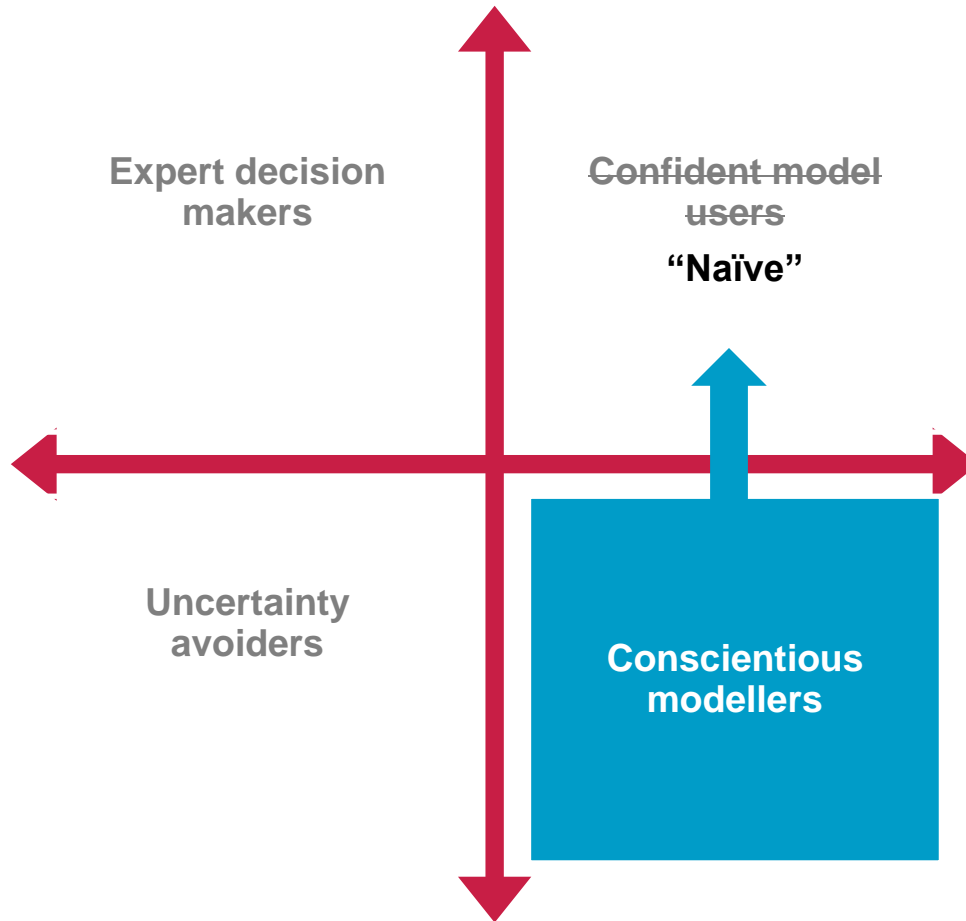 Expert decision
makers
Confident model
users
“Naïve”
Uncertainty
avoiders
Conscientious
modellers